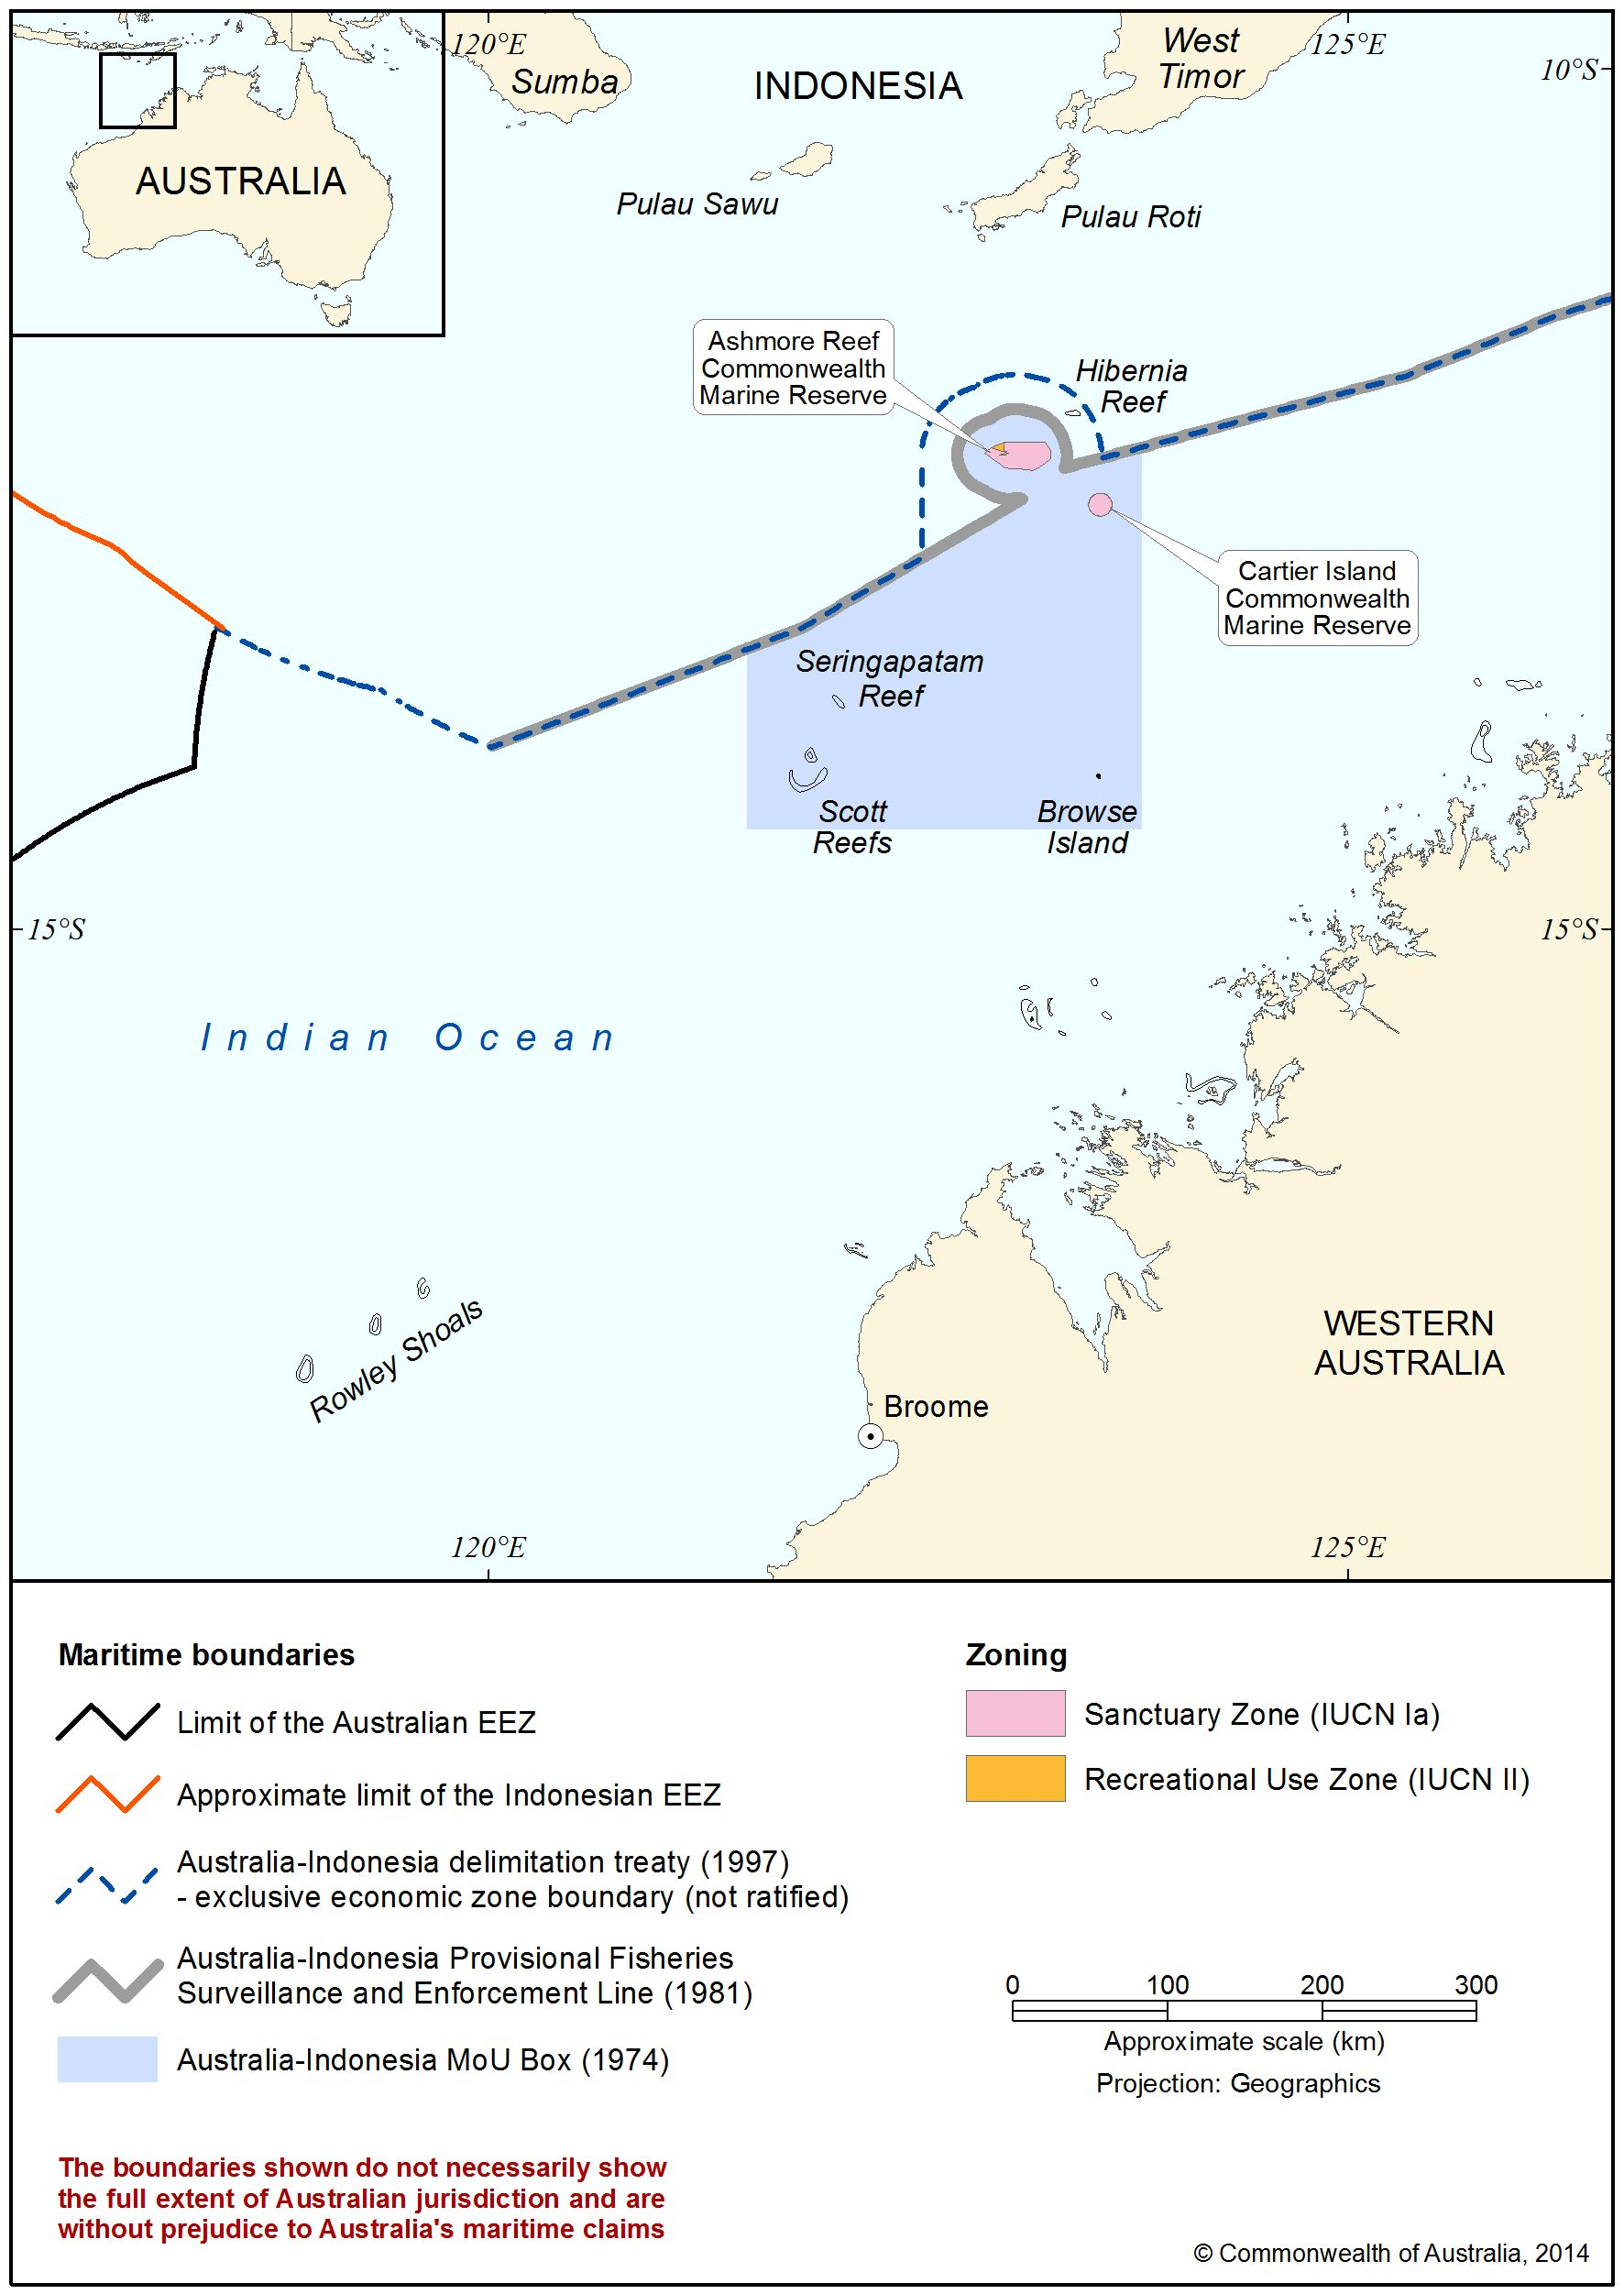 120°E
125°E
10°S
Sumba
INDONESIA
West
Timor
AUSTRALIA
Pulau Sawu
Pulau Roti
Ashmore Reef
Commonwealth
Marine Reserve
Hibernia
Reef
Cartier Island
Commonwealth
Marine Reserve
Seringapatam
Reef
Scott
Reefs
Browse
Island
15°S
15°S
Indian Ocean
Rowley Shoals
WESTERN
AUSTRALIA
Broome
120°E
125°E
Maritime boundaries
Limit of the Australian EEZ
Approximate limit of the Indonesian EEZ
Australia-Indonesia delimitation treaty (1997)
- exclusive economic zone boundary (not ratified)
Australia-Indonesia Provisional Fisheries
Surveillance and Enforcement Line (1981)
Australia-Indonesia MoU Box (1974)
Zoning
Sanctuary Zone (IUCN Ia)
Recreational Use Zone (IUCN II)
0 100 200 300
Approximate scale (km)
Projection: Geographics
The boundaries shown do not necessarily show
the full extent of Australian jurisdiction and are
without prejudice to Australia's maritime claims
© Commonwealth of Australia, 2014